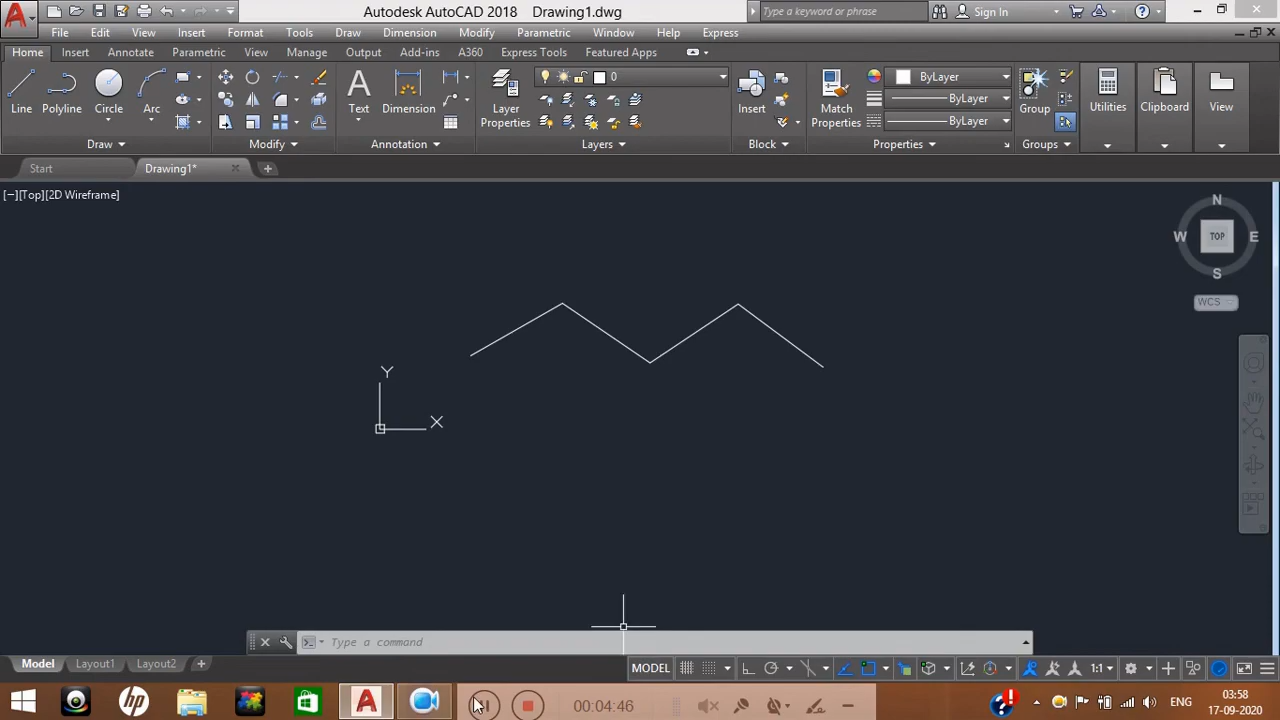 Autodesk AutoCAD 2018 Drawing1.dwg
Type a keyword or phrase
Sign In
File Edit View Insert Format Tools Draw Dimension Modify Parametric Window Help Express
Home Insert Annotate Parametric View Manage Output Add-ins A360 Express Tools Featured Apps
Line
Polyline
Circle
Arc
Text
Dimension
Layer
Properties
0
Insert
Match
Properties
ByLayer
ByLayer
ByLayer
Group
Utilities
Clipboard
View
Draw Modify Annotation Layers Block Properties Groups
Start Drawing1*
[−][Top][2D Wireframe]
N
W TOP E
S
WCS
Y
X
Type a command
Model Layout1 Layout2
MODEL 1:1
00:04:46
ENG
03:58
17-09-2020